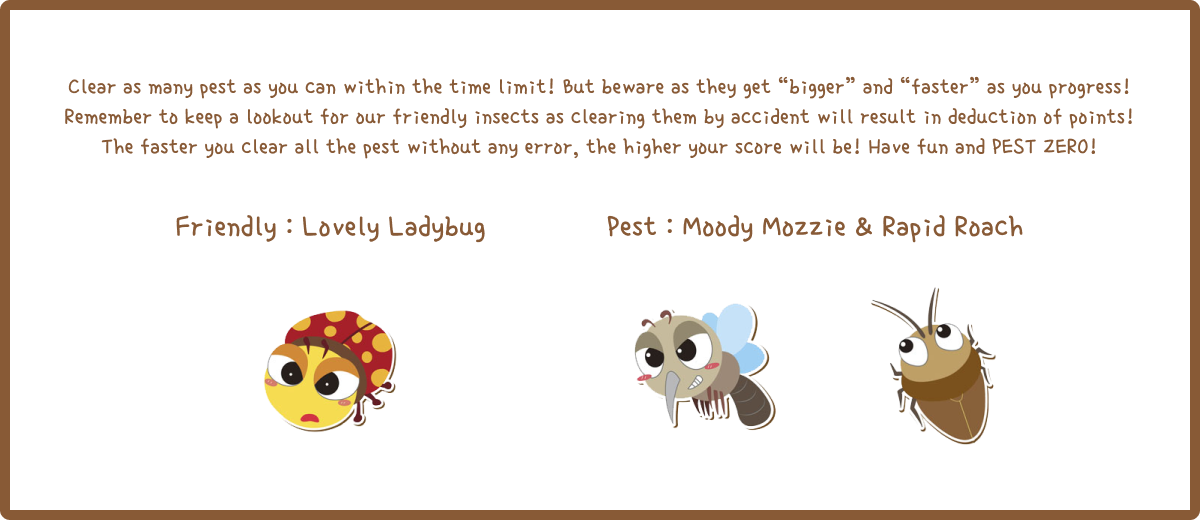 Clear as many pest as you can within the time limit! But beware as they get “bigger” and “faster” as you progress!
Remember to keep a lookout for our friendly insects as clearing them by accident will result in deduction of points!
The faster you clear all the pest without any error, the higher your score will be! Have fun and PEST ZERO!
Friendly : Lovely Ladybug
Pest : Moody Mozzie & Rapid Roach